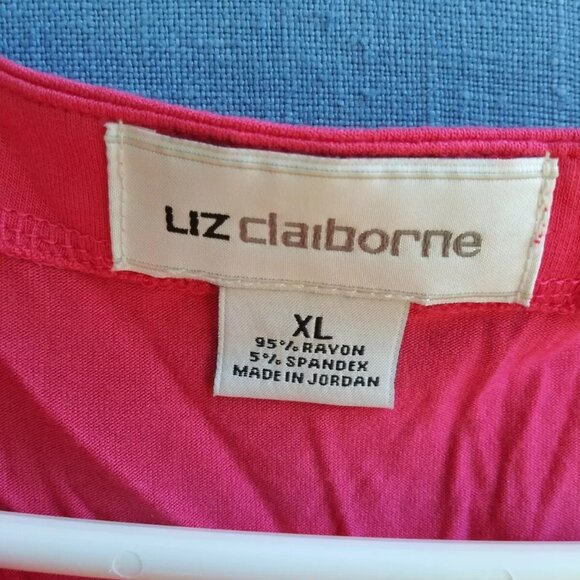 LIZ claiborne
XL
95% RAYON
5% SPANDEX
MADE IN JORDAN